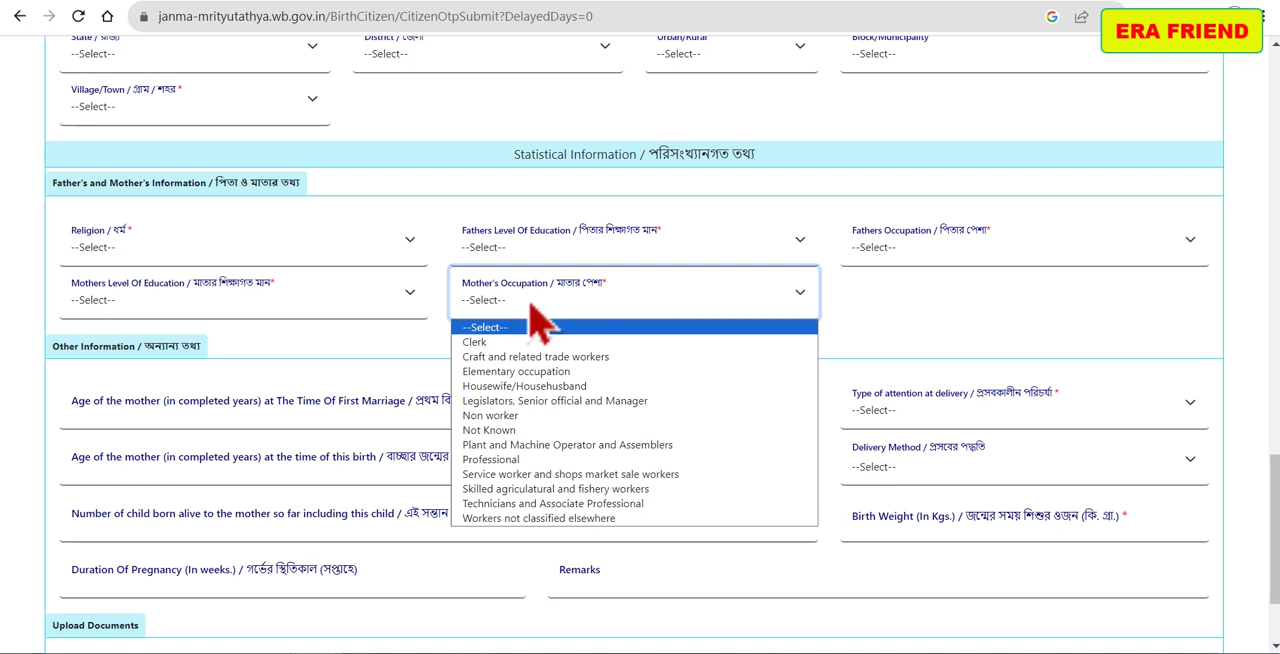 janma-mrityutathya.wb.gov.in/BirthCitizen/CitizenOtpSubmit?DelayedDays=0
ERA FRIEND
State / রাজ্য
District / জেলা
Urban/Rural
Block/Municipality
--Select--
--Select--
--Select--
--Select--
Village/Town / গ্রাম / শহর *
--Select--
Statistical Information / পরিসংখ্যানগত তথ্য
Father's and Mother's Information / পিতা ও মাতার তথ্য
Religion / ধর্ম *
Fathers Level Of Education / পিতার শিক্ষাগত মান*
Fathers Occupation / পিতার পেশা*
--Select--
--Select--
--Select--
Mothers Level Of Education / মাতার শিক্ষাগত মান*
Mother's Occupation / মাতার পেশা*
--Select--
--Select--
--Select--
Clerk
Craft and related trade workers
Elementary occupation
Housewife/Househusband
Legislators, Senior official and Manager
Non worker
Not Known
Plant and Machine Operator and Assemblers
Professional
Service worker and shops market sale workers
Skilled agriculatural and fishery workers
Technicians and Associate Professional
Workers not classified elsewhere
Other Information / অন্যান্য তথ্য
Age of the mother (in completed years) at The Time Of First Marriage / প্রথম
Type of attention at delivery / প্রসবকালীন পরিচর্যা *
--Select--
Age of the mother (in completed years) at the time of this birth / বাচ্চার জন্মের
Delivery Method / প্রসবের পদ্ধতি
--Select--
Number of child born alive to the mother so far including this child / এই সন্তান
Birth Weight (In Kgs.) / জন্মের সময় শিশুর ওজন (কি. গ্রা.) *
Duration Of Pregnancy (In weeks.) / গর্ভের স্থিতিকাল (সপ্তাহে)
Remarks
Upload Documents